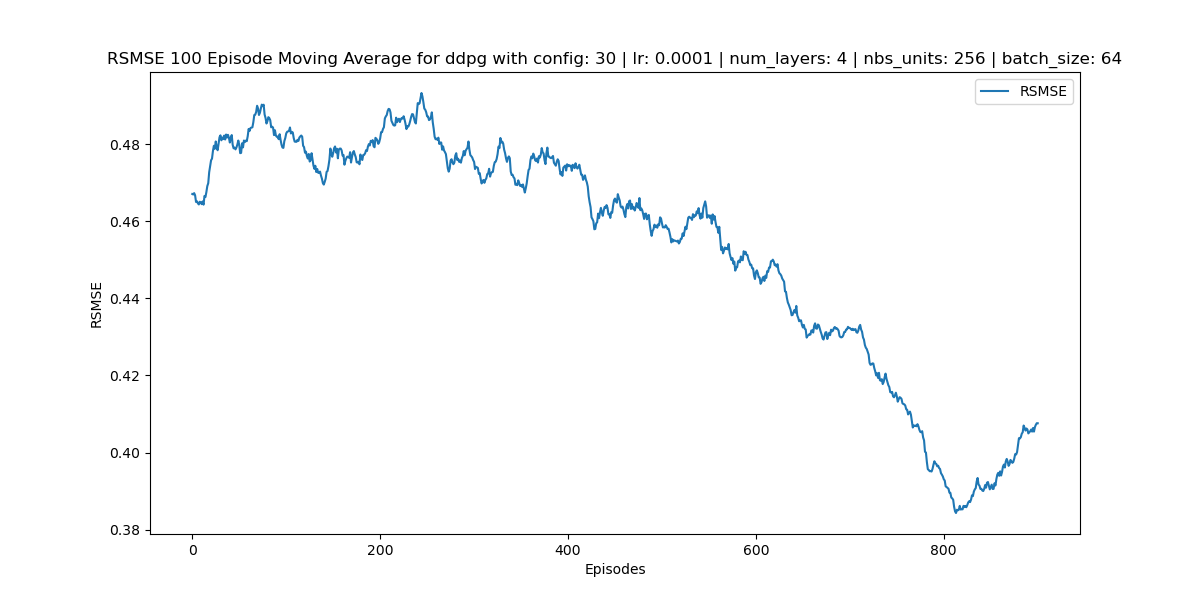 RSMSE 100 Episode Moving Average for ddpg with config: 30 | lr: 0.0001 | num_layers: 4 | nbs_units: 256 | batch_size: 64
RSMSE
0.48
0.46
0.44
0.42
0.40
0.38
RSMSE
0
200
400
600
800
Episodes